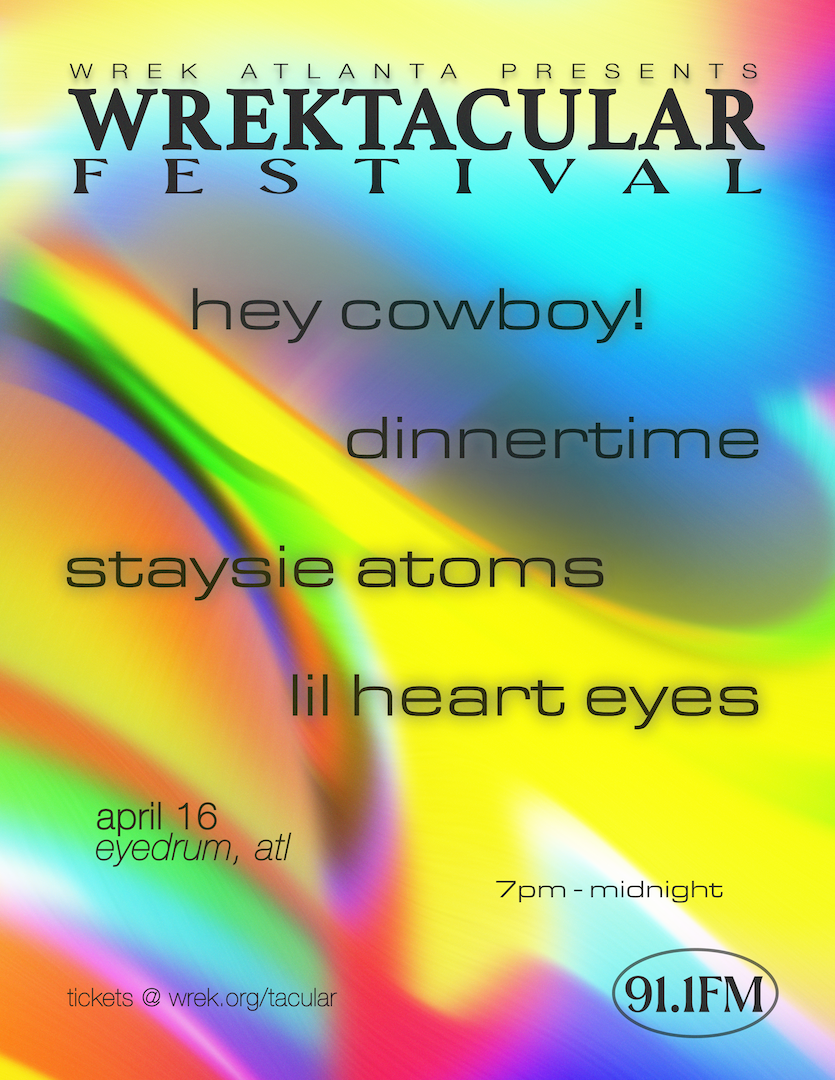 WREK ATLANTA PRESENTS
WREKTACULAR
FESTIVAL
hey cowboy!
dinnertime
staysie atoms
lil heart eyes
april 16
eyedrum, atl
7pm - midnight
tickets @ wrek.org/tacular
91.1FM